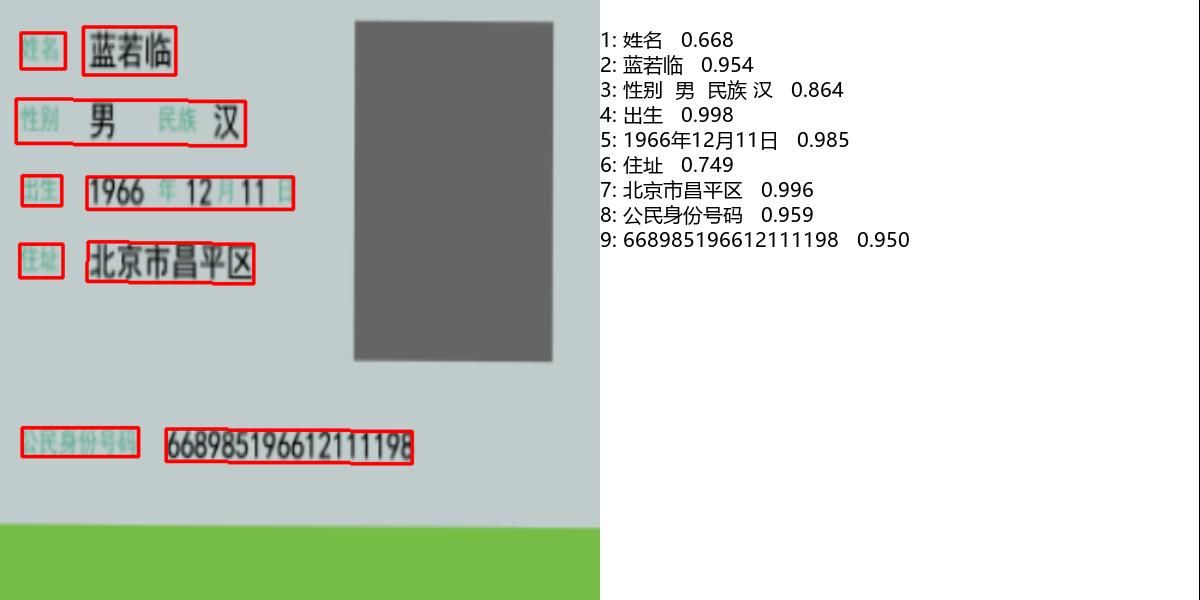 姓名 蓝若临
性别 男 民族 汉
出生 1966 年 12 月 11 日
住址 北京市昌平区
公民身份号码 668985196612111198
1: 姓名 0.668
2: 蓝若临 0.954
3: 性别 男 民族 汉 0.864
4: 出生 0.998
5: 1966年12月11日 0.985
6: 住址 0.749
7: 北京市昌平区 0.996
8: 公民身份号码 0.959
9: 668985196612111198 0.950